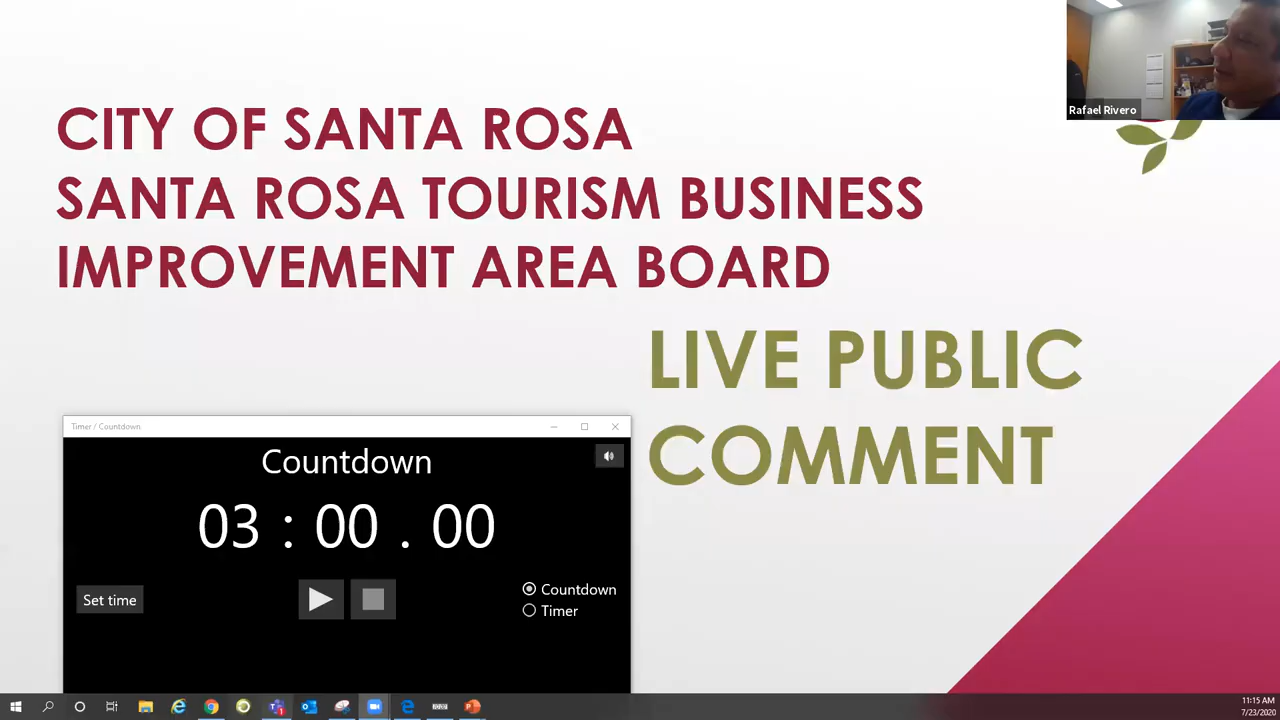 CITY OF SANTA ROSA
SANTA ROSA TOURISM BUSINESS
IMPROVEMENT AREA BOARD
Rafael Rivero
LIVE PUBLIC
COMMENT
Timer / Countdown
Countdown
03 : 00 . 00
Set time
Countdown
Timer
11:15 AM
7/23/2020